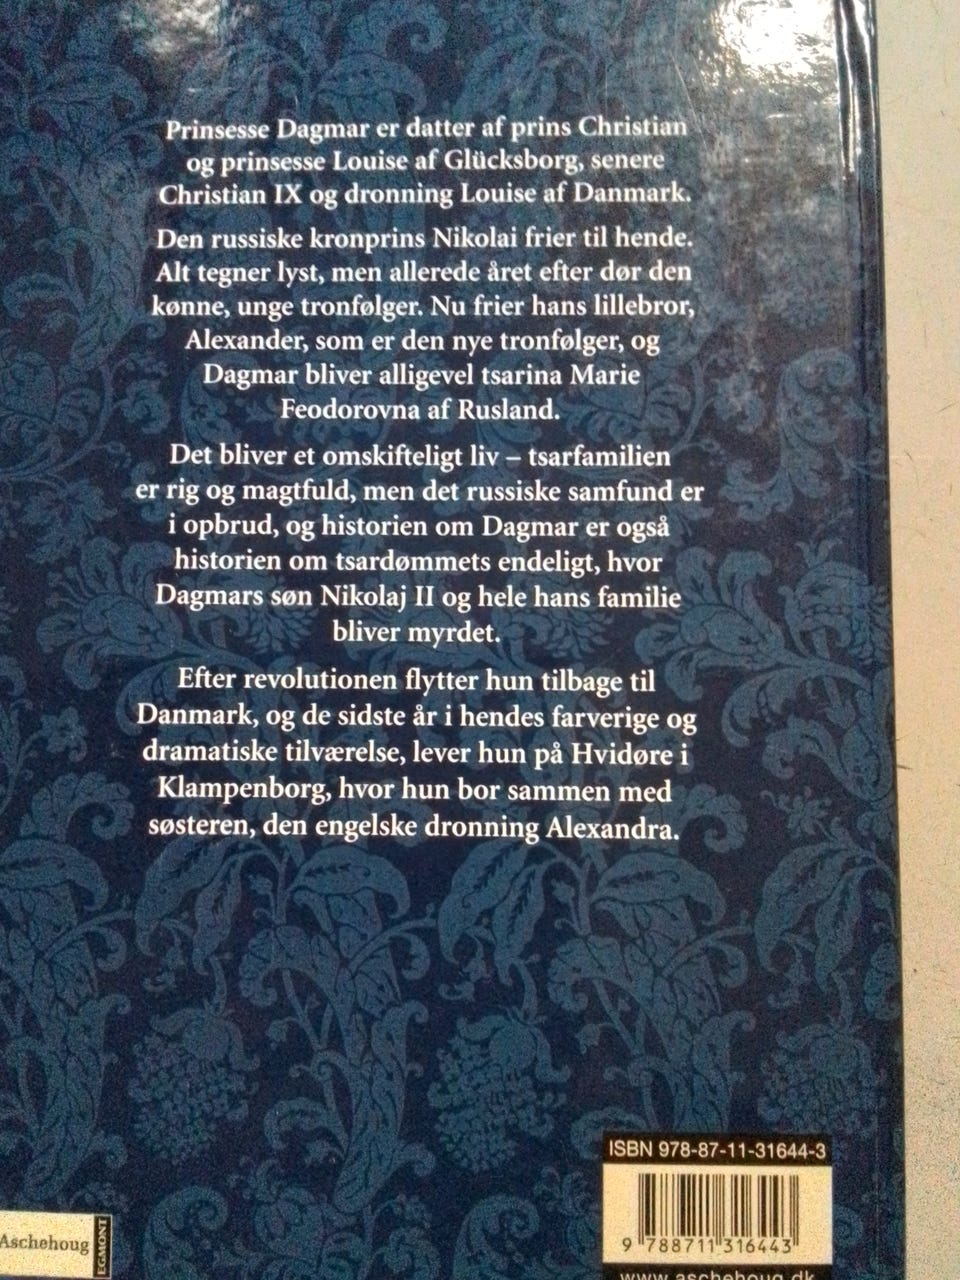 Prinsesse Dagmar er datter af prins Christian
og prinsesse Louise af Glücksborg, senere
Christian IX og dronning Louise af Danmark.
Den russiske kronprins Nikolai frier til hende.
Alt tegner lyst, men allerede året efter dør den
kønne, unge tronfølger. Nu frier hans lillebror,
Alexander, som er den nye tronfølger, og
Dagmar bliver alligevel tsarina Marie
Feodorovna af Rusland.
Det bliver et omskifteligt liv – tsarfamilien
er rig og magtfuld, men det russiske samfund er
i opbrud, og historien om Dagmar er også
historien om tsardømmets endeligt, hvor
Dagmars søn Nikolaj II og hele hans familie
bliver myrdet.
Efter revolutionen flytter hun tilbage til
Danmark, og de sidste år i hendes farverige og
dramatiske tilværelse, lever hun på Hvidøre i
Klampenborg, hvor hun bor sammen med
søsteren, den engelske dronning Alexandra.
ISBN 978-87-11-31644-3
9 788711 316443
www.aschehoug.dk
Aschehoug
EGMONT